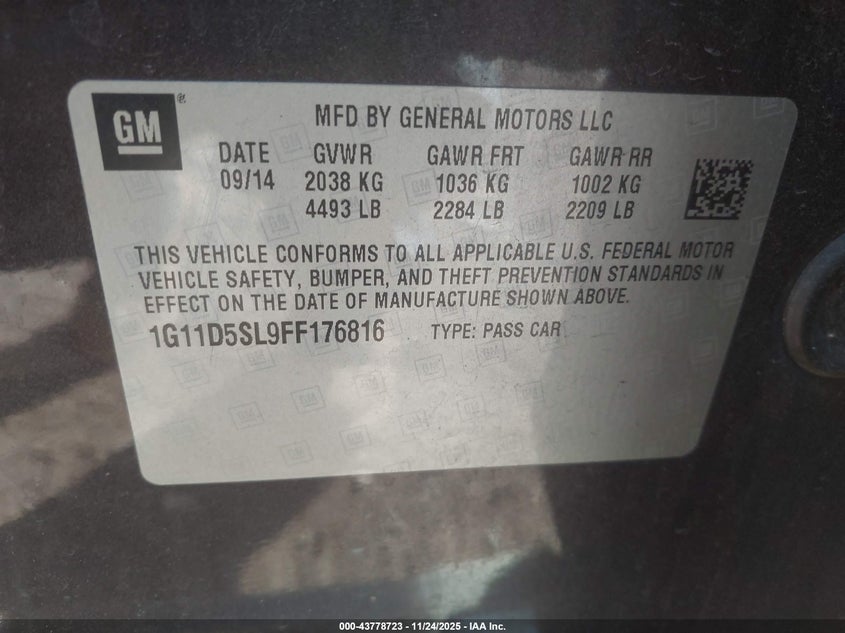 GM®
MFD BY GENERAL MOTORS LLC
DATE GVWR GAWR FRT GAWR RR
09/14 2038 KG 1036 KG 1002 KG
4493 LB 2284 LB 2209 LB
THIS VEHICLE CONFORMS TO ALL APPLICABLE U.S. FEDERAL MOTOR
VEHICLE SAFETY, BUMPER, AND THEFT PREVENTION STANDARDS IN
EFFECT ON THE DATE OF MANUFACTURE SHOWN ABOVE.
1G11D5SL9FF176816 TYPE: PASS CAR
000-43778723 — 11/24/2025 — IAA Inc.